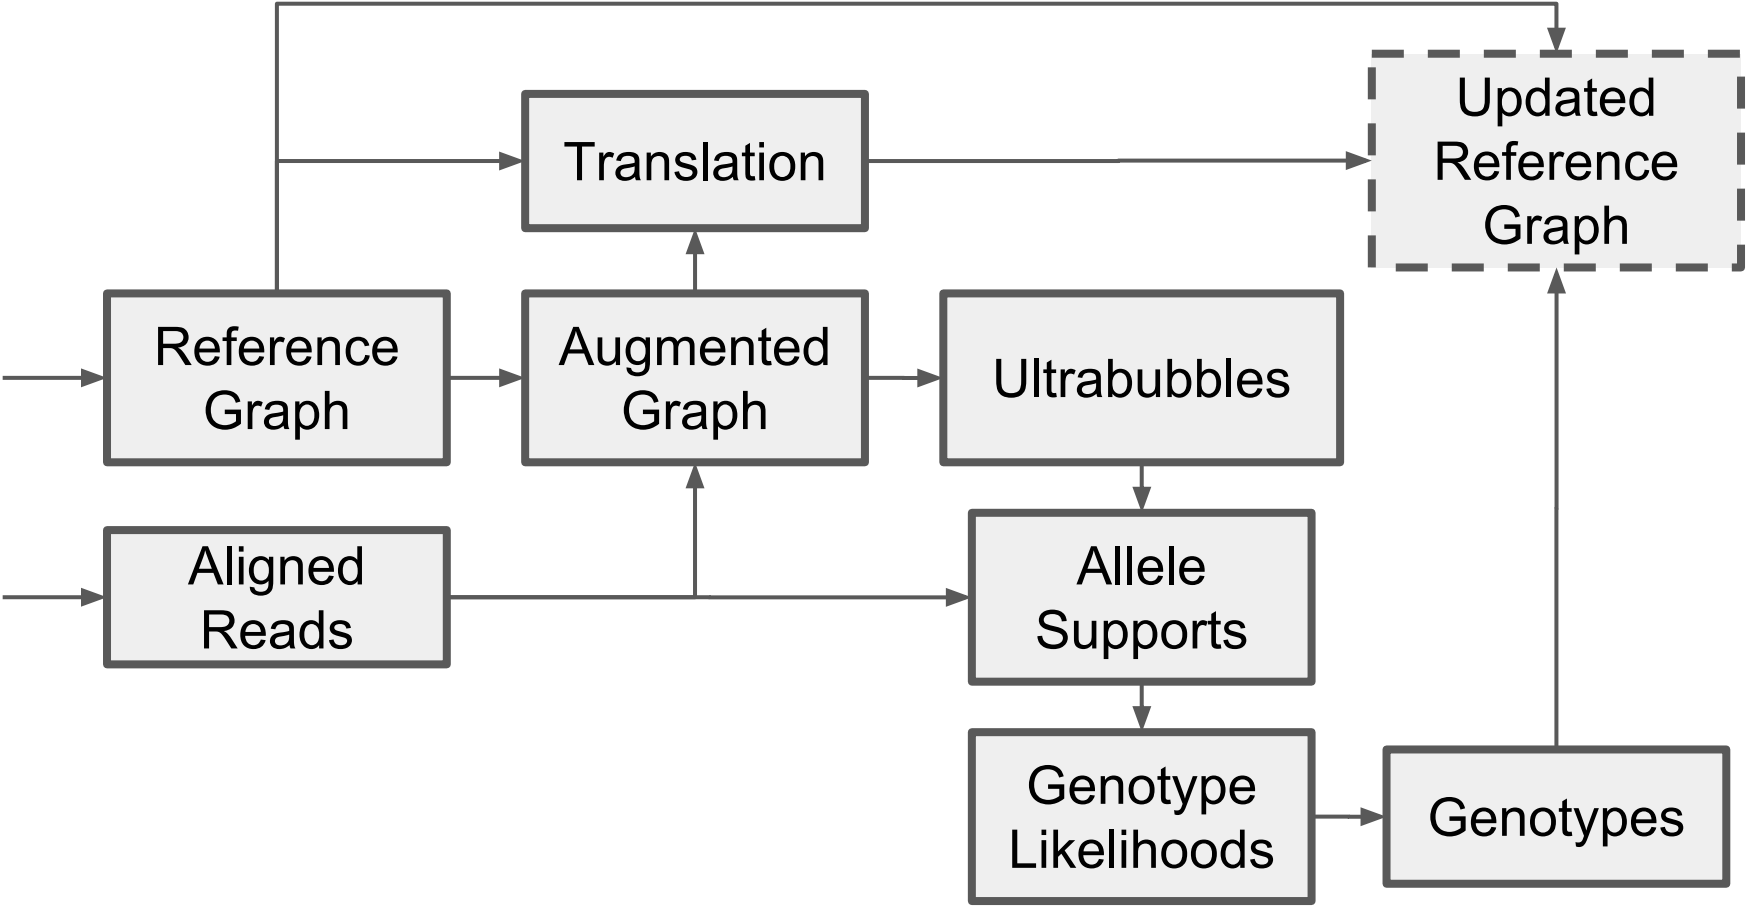 Updated
Reference
Graph
Translation
Reference
Graph
Augmented
Graph
Ultrabubbles
Aligned
Reads
Allele
Supports
Genotype
Likelihoods
Genotypes